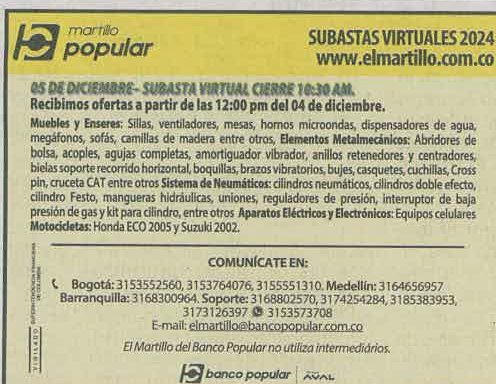 martillo
popular
SUBASTAS VIRTUALES 2024
www.elmartillo.com.co
05 DE DICIEMBRE- SUBASTA VIRTUAL CIERRE 10:30 AM.
Recibimos ofertas a partir de las 12:00 pm del 04 de diciembre.
Muebles y Enseres: Sillas, ventiladores, mesas, hornos microondas, dispensadores de agua,
megáfonos, sofás, camillas de madera entre otros, Elementos Metalmecánicos: Abridores de
bolsa, acoples, agujas completas, amortiguador vibrador, anillos retenedores y centradores,
bielas soporte recorrido horizontal, boquillas, brazos vibratorios, bujes, casquetes, cuchillas, Cross
pin, cruceta CAT entre otros Sistema de Neumáticos: cilindros neumáticos, cilindros doble efecto,
cilindro Festo, mangueras hidráulicas, uniones, reguladores de presión, interruptor de baja
presión de gas y kit para cilindro, entre otros Aparatos Eléctricos y Electrónicos: Equipos celulares
Motocicletas: Honda ECO 2005 y Suzuki 2002.
COMUNÍCATE EN:
Bogotá: 3153552560, 3153764076, 3155551310. Medellín: 3164656957
Barranquilla: 3168300964. Soporte: 3168802570, 3174254284, 3185383953,
3173126397 3153573708
E-mail: elmartillo@bancopopular.com.co
El Martillo del Banco Popular no utiliza intermediários.
VIGILADO SUPERINTENDENCIA FINANCIERA
DE COLOMBIA
banco popular AVAL